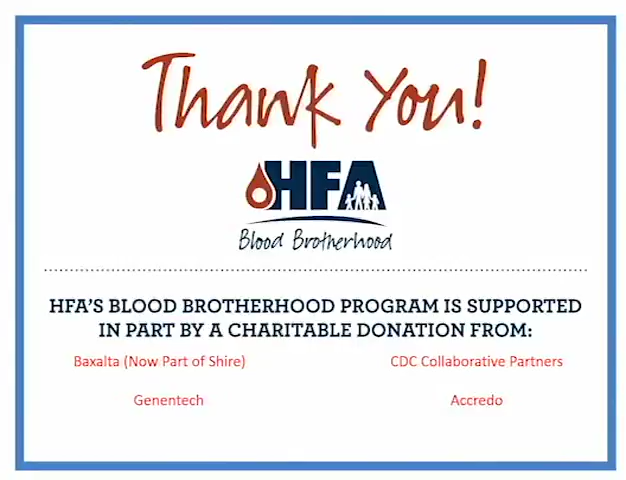 Thank You!
HFA
Blood Brotherhood
HFA'S BLOOD BROTHERHOOD PROGRAM IS SUPPORTED
IN PART BY A CHARITABLE DONATION FROM:
Baxalta (Now Part of Shire) CDC Collaborative Partners
Genentech Accredo